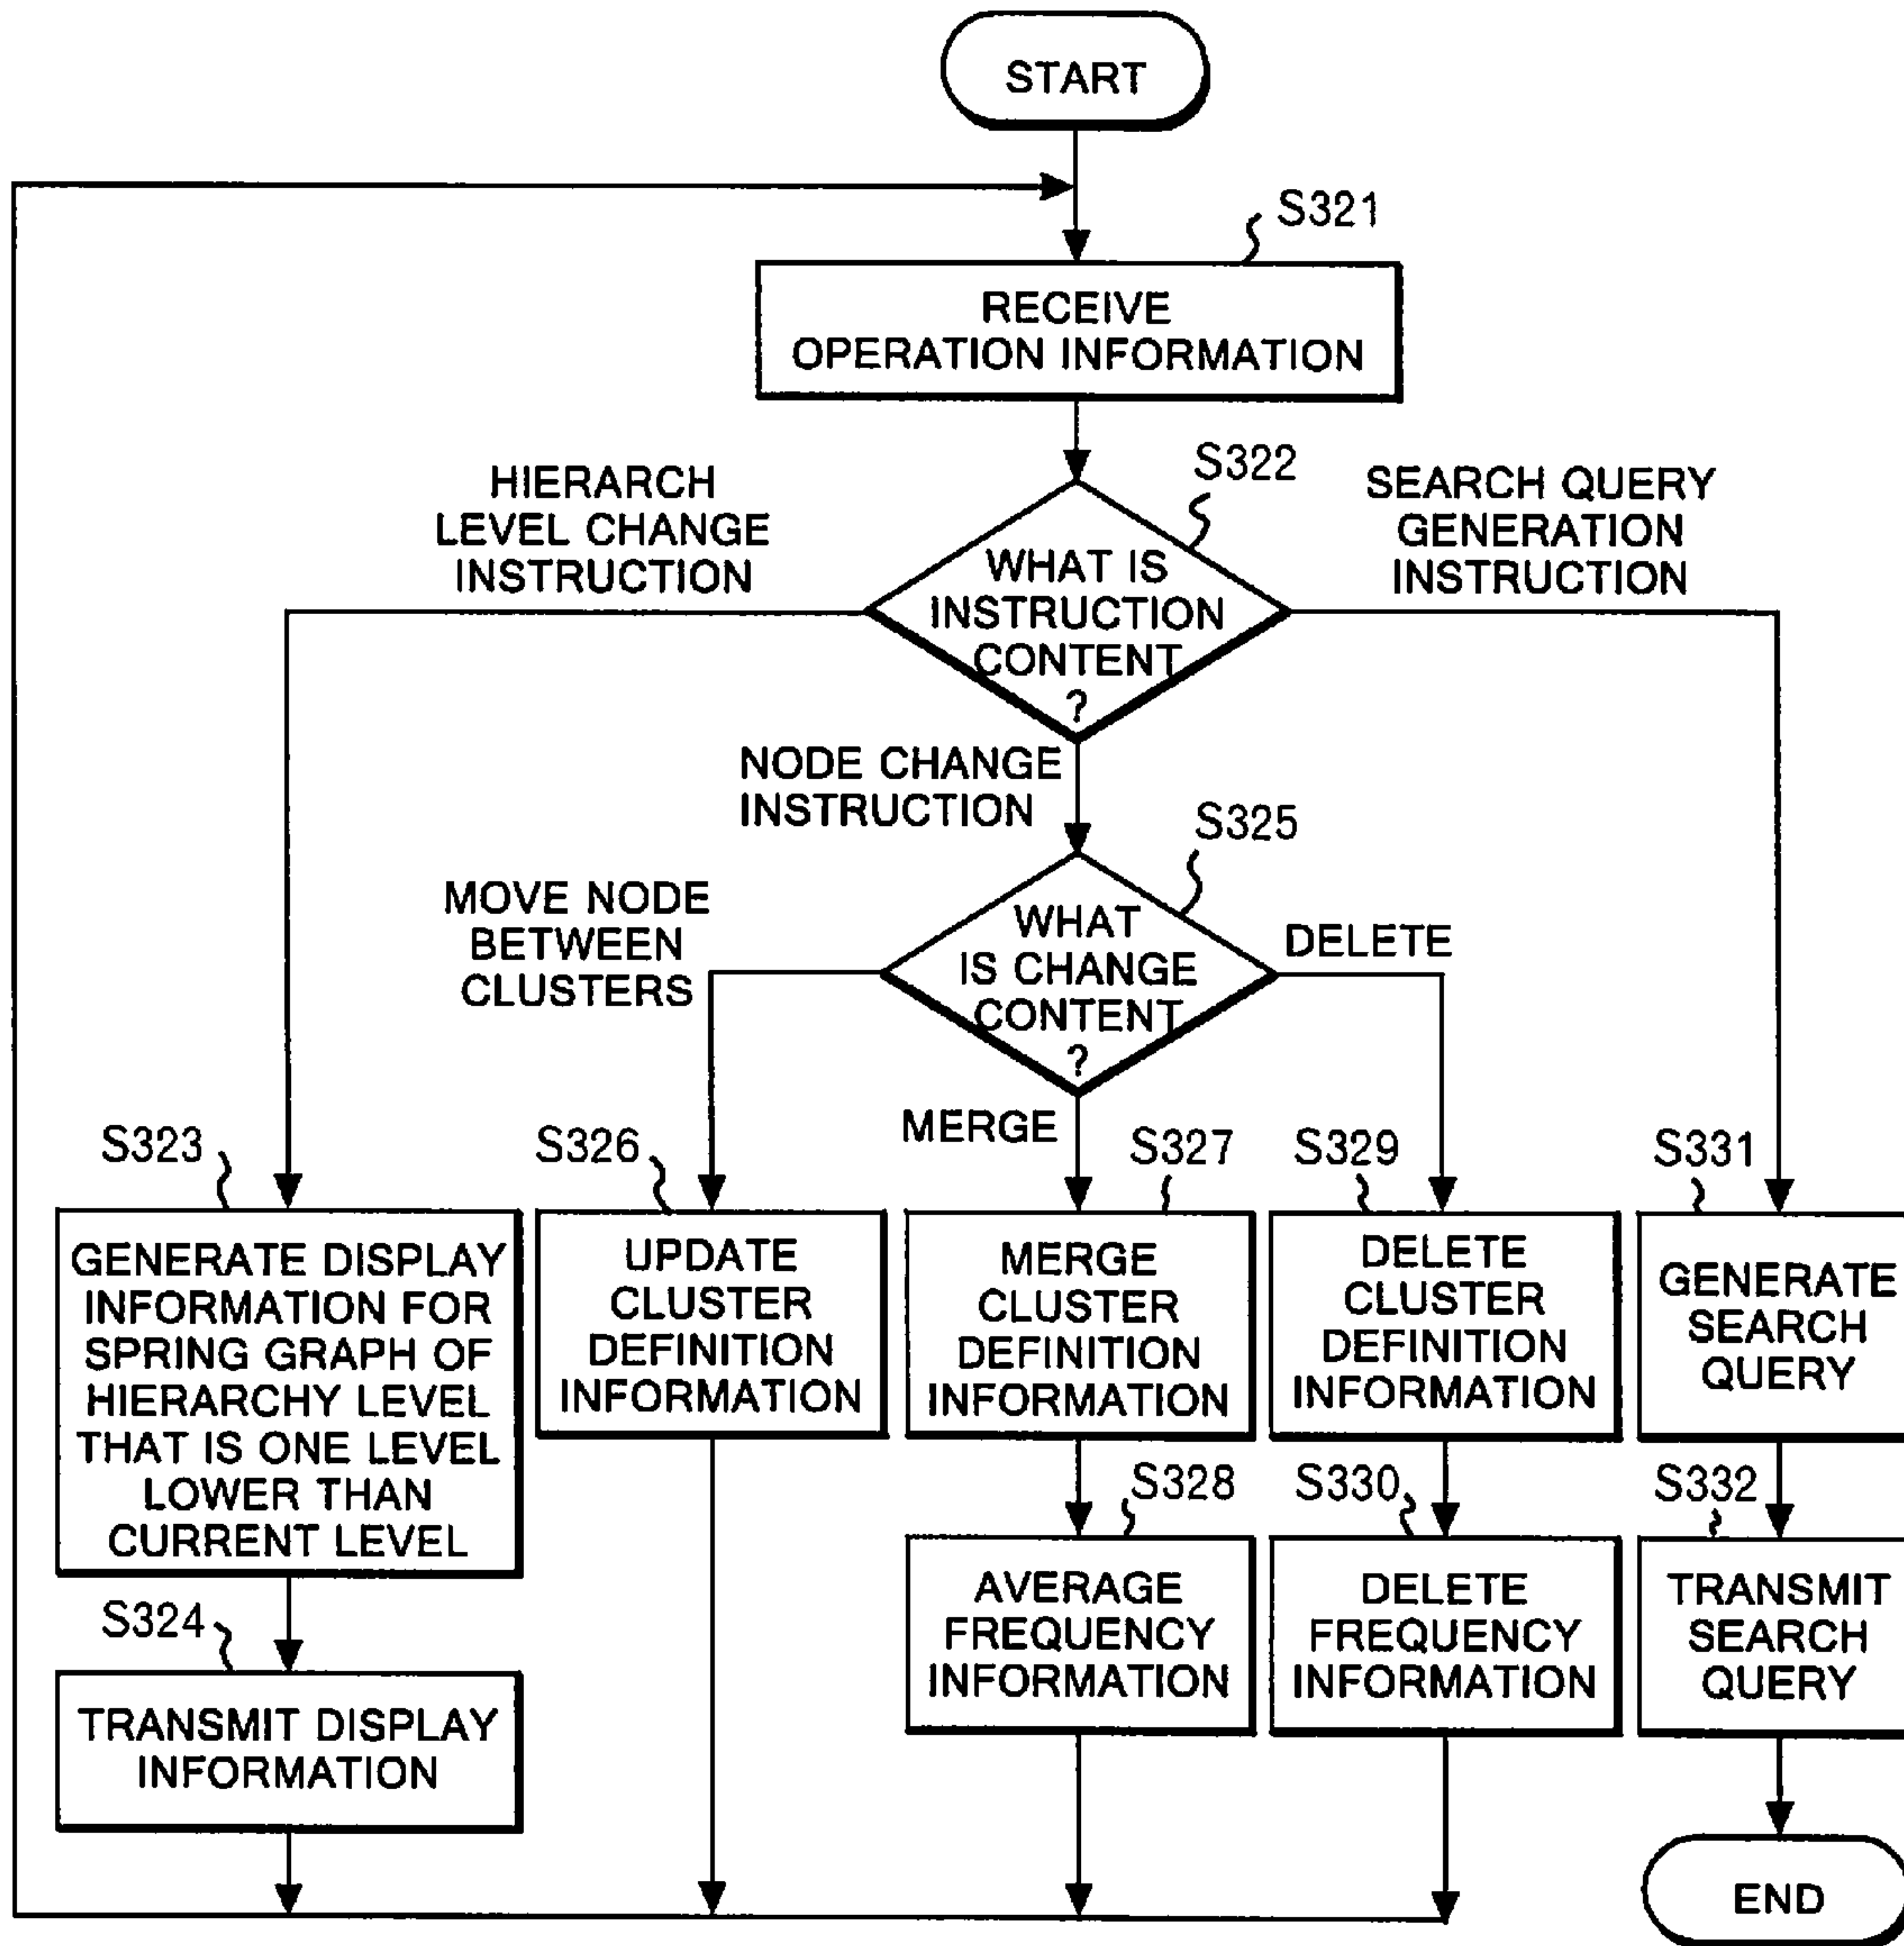 START
S321
RECEIVE
OPERATION INFORMATION
S322
HIERARCH
LEVEL CHANGE
INSTRUCTION
SEARCH QUERY
GENERATION
INSTRUCTION
WHAT IS
INSTRUCTION
CONTENT
?
NODE CHANGE
INSTRUCTION
S325
MOVE NODE
BETWEEN
CLUSTERS
WHAT
IS CHANGE
CONTENT
?
DELETE
MERGE
S323
GENERATE DISPLAY
INFORMATION FOR
SPRING GRAPH OF
HIERARCHY LEVEL
THAT IS ONE LEVEL
LOWER THAN
CURRENT LEVEL
S324
TRANSMIT DISPLAY
INFORMATION
S326
UPDATE
CLUSTER
DEFINITION
INFORMATION
S327
MERGE
CLUSTER
DEFINITION
INFORMATION
S328
AVERAGE
FREQUENCY
INFORMATION
S329
DELETE
CLUSTER
DEFINITION
INFORMATION
S330
DELETE
FREQUENCY
INFORMATION
S331
GENERATE
SEARCH
QUERY
S332
TRANSMIT
SEARCH
QUERY
END